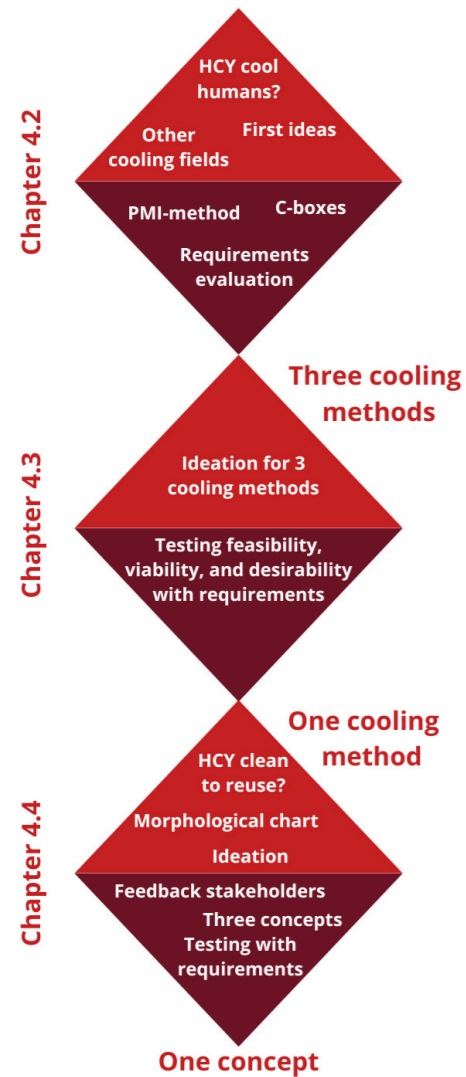 Chapter 4.2
HCY cool
humans?
First ideas
Other
cooling fields
PMI-method
C-boxes
Requirements
evaluation
Three cooling
methods
Chapter 4.3
Ideation for 3
cooling methods
Testing feasibility,
viability, and desirability
with requirements
One cooling
method
Chapter 4.4
HCY clean
to reuse?
Morphological chart
Ideation
Feedback stakeholders
Three concepts
Testing with
requirements
One concept